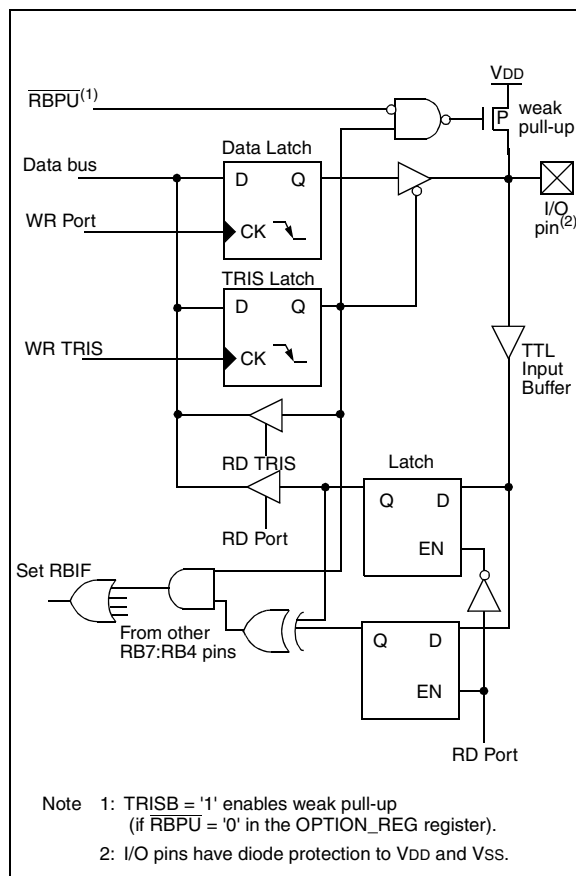 VDD
RBPU(1)
weak
pull-up
P
Data Latch
Data bus
D Q
WR Port
CK
I/O
pin(2)
TRIS Latch
D Q
WR TRIS
CK
TTL
Input
Buffer
RD TRIS
Latch
Q D
RD Port
EN
Set RBIF
From other
RB7:RB4 pins
Q D
EN
RD Port
Note 1: TRISB = '1' enables weak pull-up
(if RBPU = '0' in the OPTION_REG register).
2: I/O pins have diode protection to VDD and VSS.